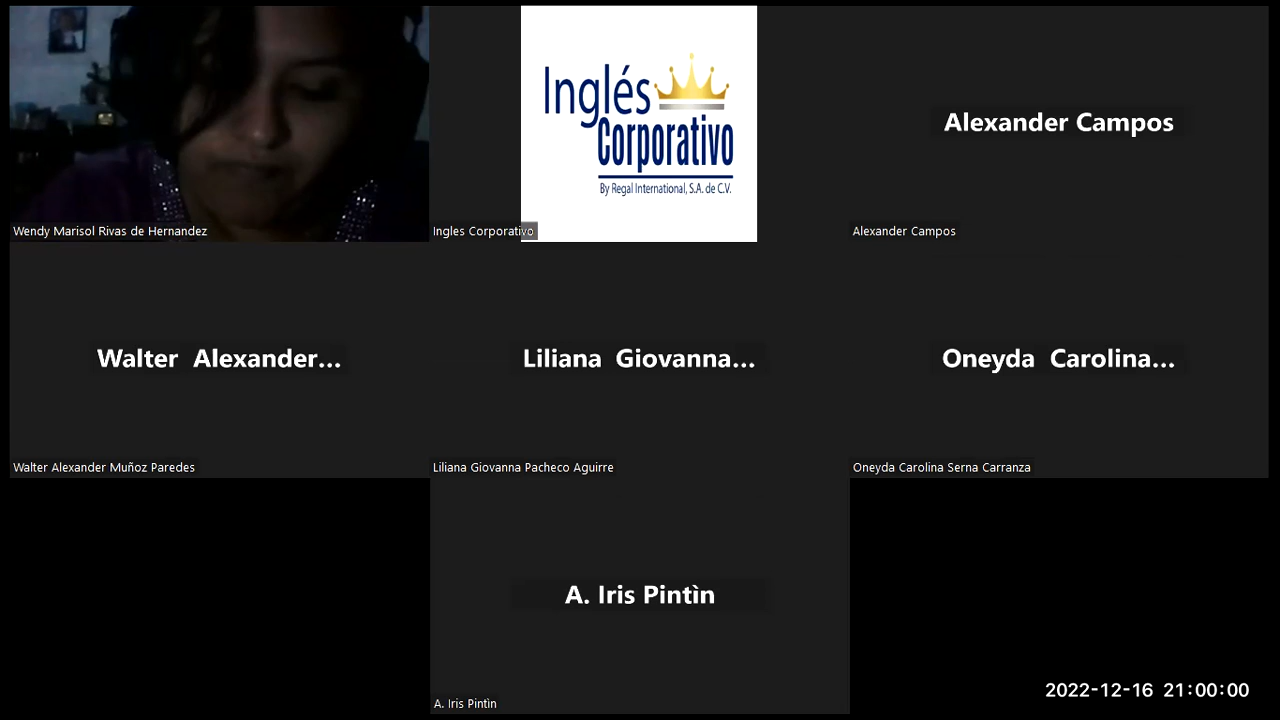 Inglés
Corporativo
By Regal International, S.A. de C.V.
Alexander Campos
Wendy Marisol Rivas de Hernandez
Ingles Corporativo
Alexander Campos
Walter Alexander...
Liliana Giovanna...
Oneyda Carolina...
Walter Alexander Muñoz Paredes
Liliana Giovanna Pacheco Aguirre
Oneyda Carolina Serna Carranza
A. Iris Pintìn
A. Iris Pintìn
2022-12-16 21:00:00